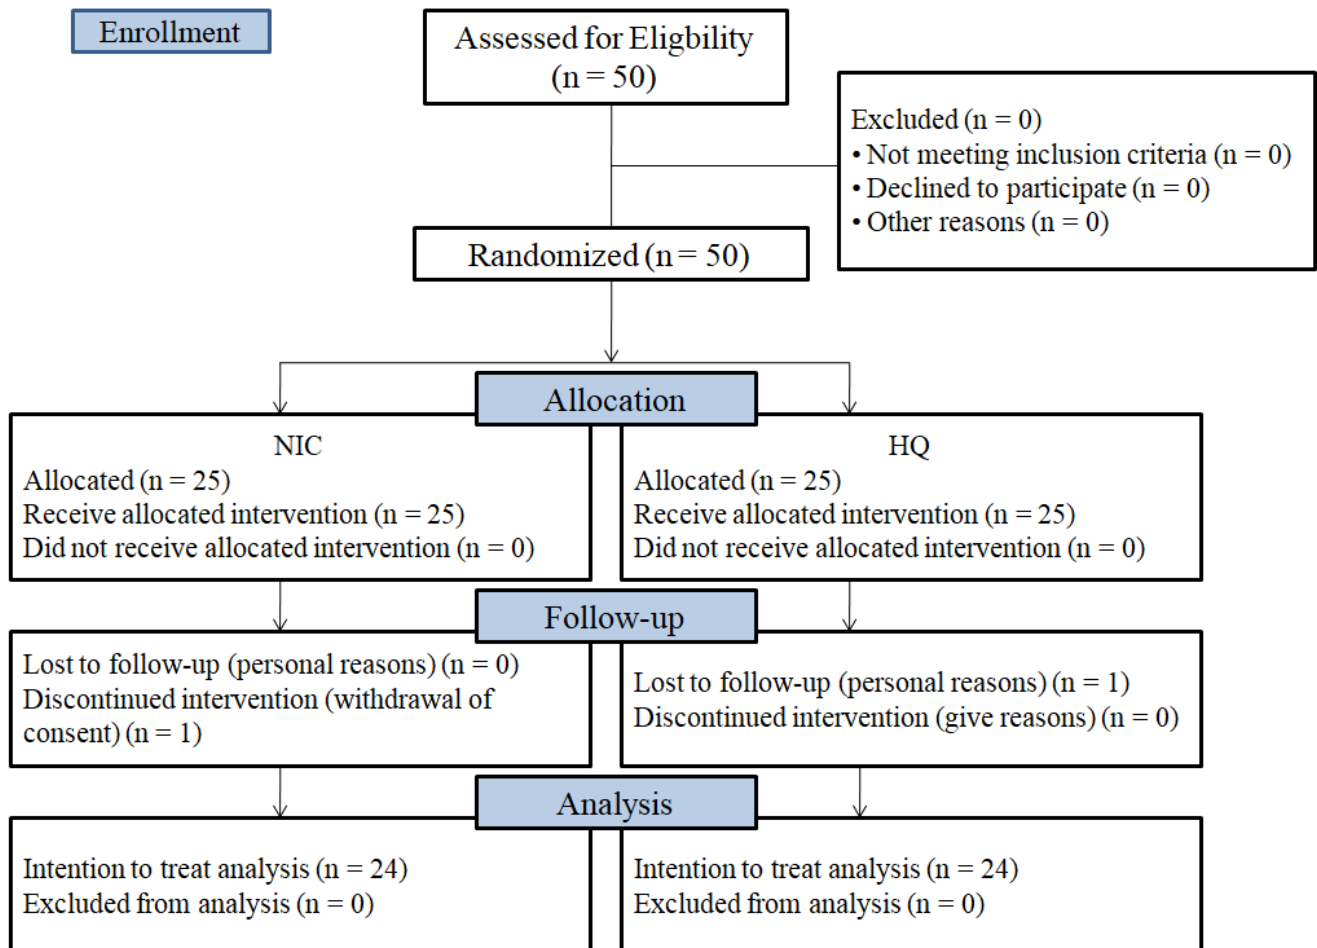 Enrollment
Assessed for Eligbility
(n = 50)
Excluded (n = 0)
• Not meeting inclusion criteria (n = 0)
• Declined to participate (n = 0)
• Other reasons (n = 0)
Randomized (n = 50)
Allocation
NIC
Allocated (n = 25)
Receive allocated intervention (n = 25)
Did not receive allocated intervention (n = 0)
HQ
Allocated (n = 25)
Receive allocated intervention (n = 25)
Did not receive allocated intervention (n = 0)
Follow-up
Lost to follow-up (personal reasons) (n = 0)
Discontinued intervention (withdrawal of
consent) (n = 1)
Lost to follow-up (personal reasons) (n = 1)
Discontinued intervention (give reasons) (n = 0)
Analysis
Intention to treat analysis (n = 24)
Excluded from analysis (n = 0)
Intention to treat analysis (n = 24)
Excluded from analysis (n = 0)